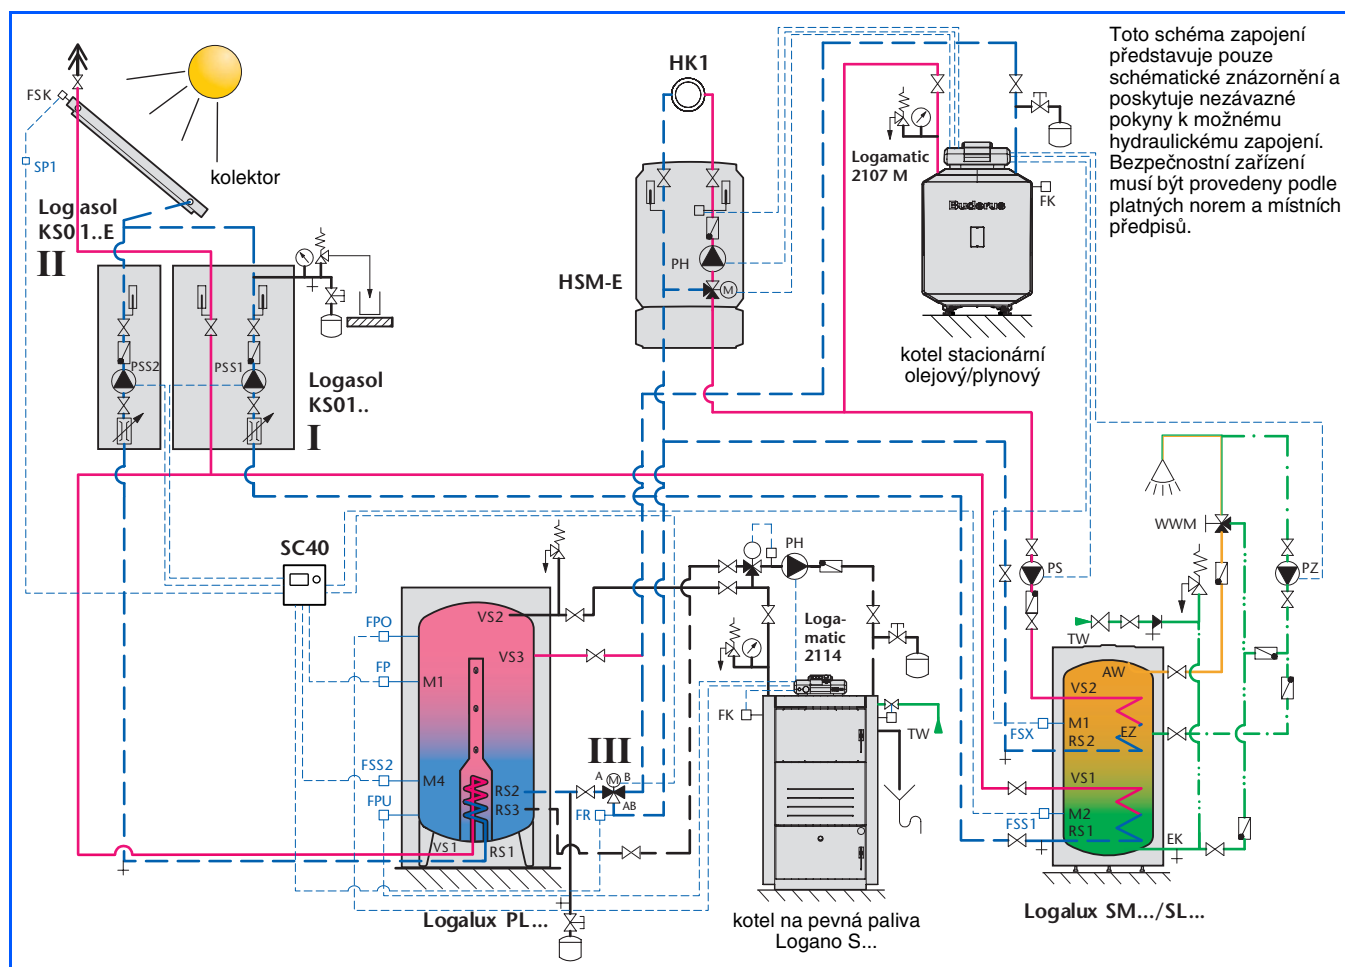 Toto schéma zapojení
představuje pouze
schématické znázornění a
poskytuje nezávazné
pokyny k možnému
hydraulickému zapojení.
Bezpečnostní zařízení
musí být provedeny podle
platných norem a místních
předpisů.
FSK
SP1
kolektor
Logasol
KS01..E
II
HK1
Logamatic
2107 M
Buderus
FK
PH
M
HSM-E
kotel stacionární
olejový/plynový
PSS2
PSS1
Logasol
KS01..
I
SC40
FPO
FP
M1
VS2
VS3
FSS2
M4
FPU
RS2
RS3
VS1
RS1
III
A
M
B
AB
FR
Logalux PL...
PH
Loga-
matic
2114
FK
TW
kotel na pevná paliva
Logano S...
WWM
PS
PZ
TW
AW
VS2
FSX
M1
EZ
RS2
VS1
M2
FSS1
RS1
EK
Logalux SM.../SL...